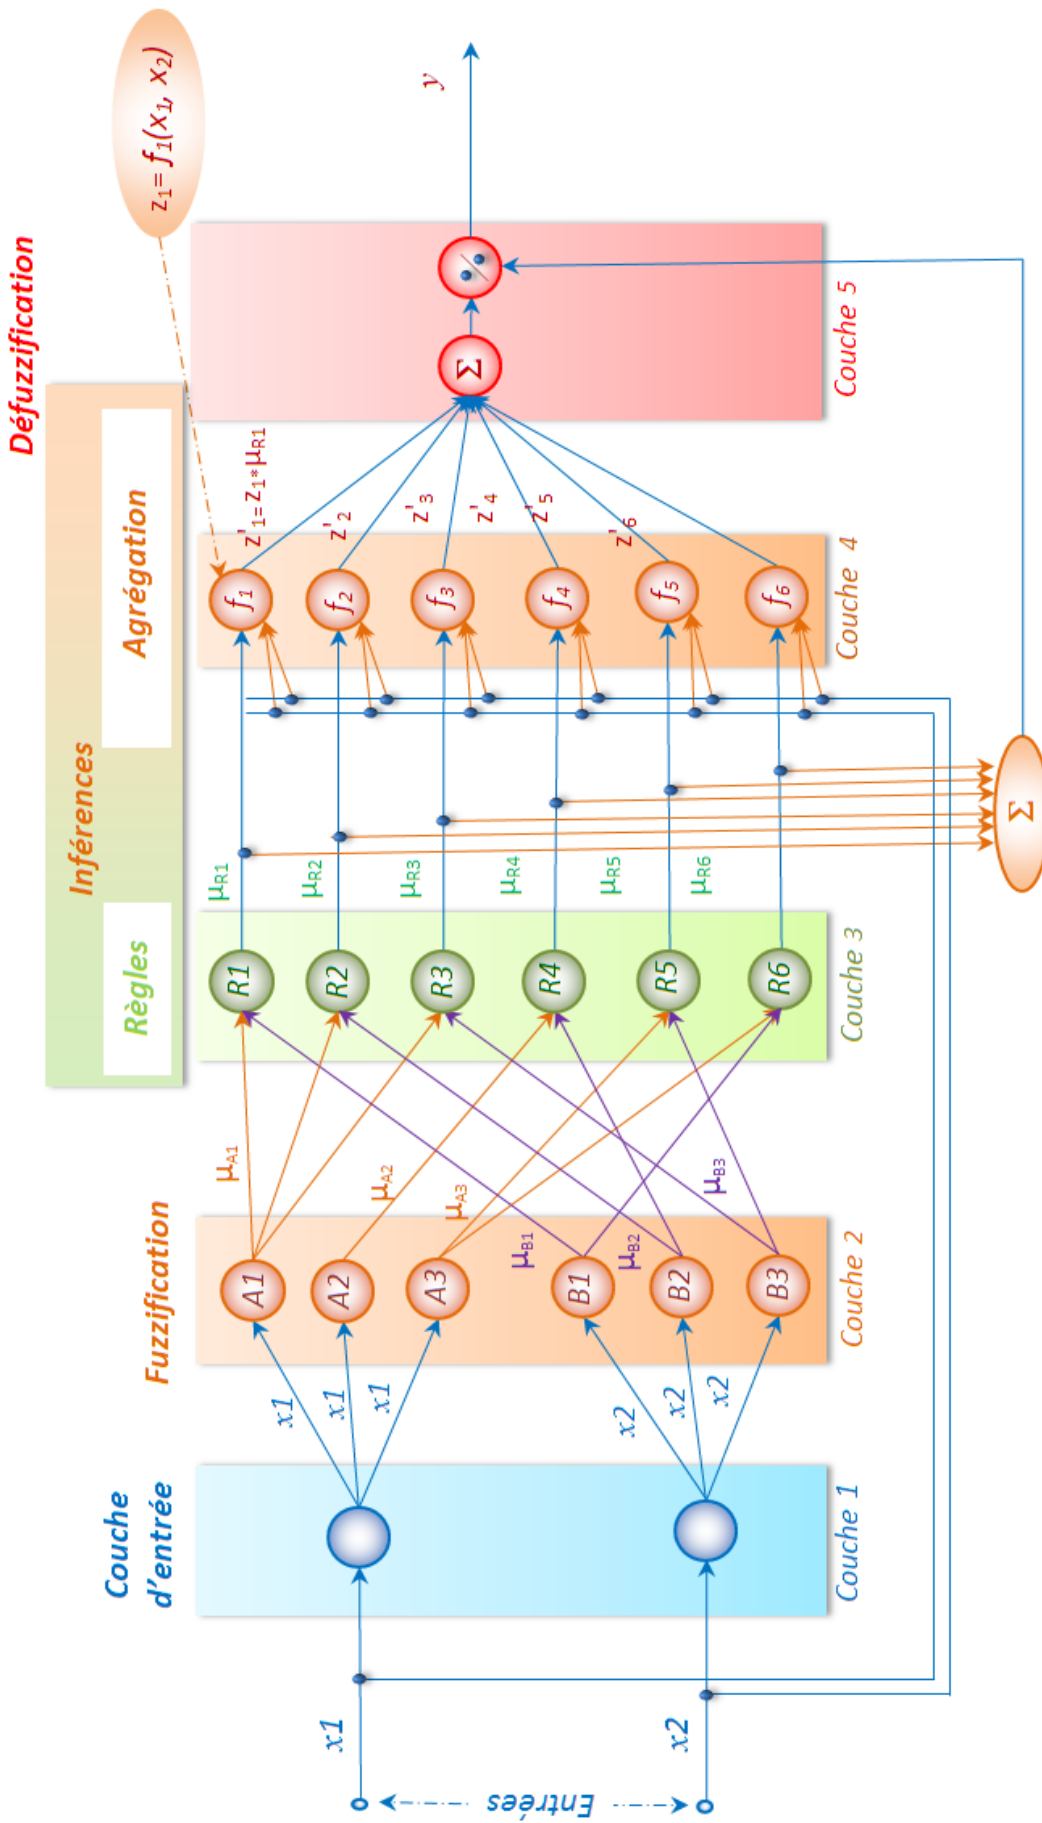 Défuzzification
Inférences
Règles
Agrégation
Fuzzification
Couche
d'entrée
z₁= f₁(x₁, x₂)
Entrées
x1
x2
x1
x1
x1
x2
x2
x2
A1
A2
A3
B1
B2
B3
μA1
μA2
μA3
μB1
μB2
μB3
R1
R2
R3
R4
R5
R6
μR1
μR2
μR3
μR4
μR5
μR6
f₁
f₂
f₃
f₄
f₅
f₆
z'₁= z₁*μR1
z'₂
z'₃
z'₄
z'₅
z'₆
Σ
y
Σ
Couche 1
Couche 2
Couche 3
Couche 4
Couche 5